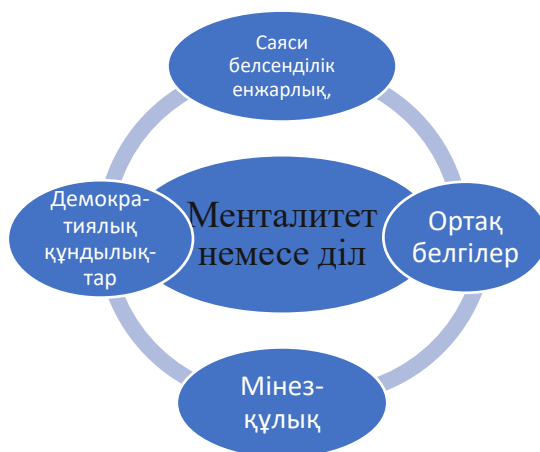 Саяси
белсенділік
енжарлық,
Демокра-
тиялық
құндылық-
тар
Менталитет
немесе діл
Ортақ
белгілер
Мінез-
құлық